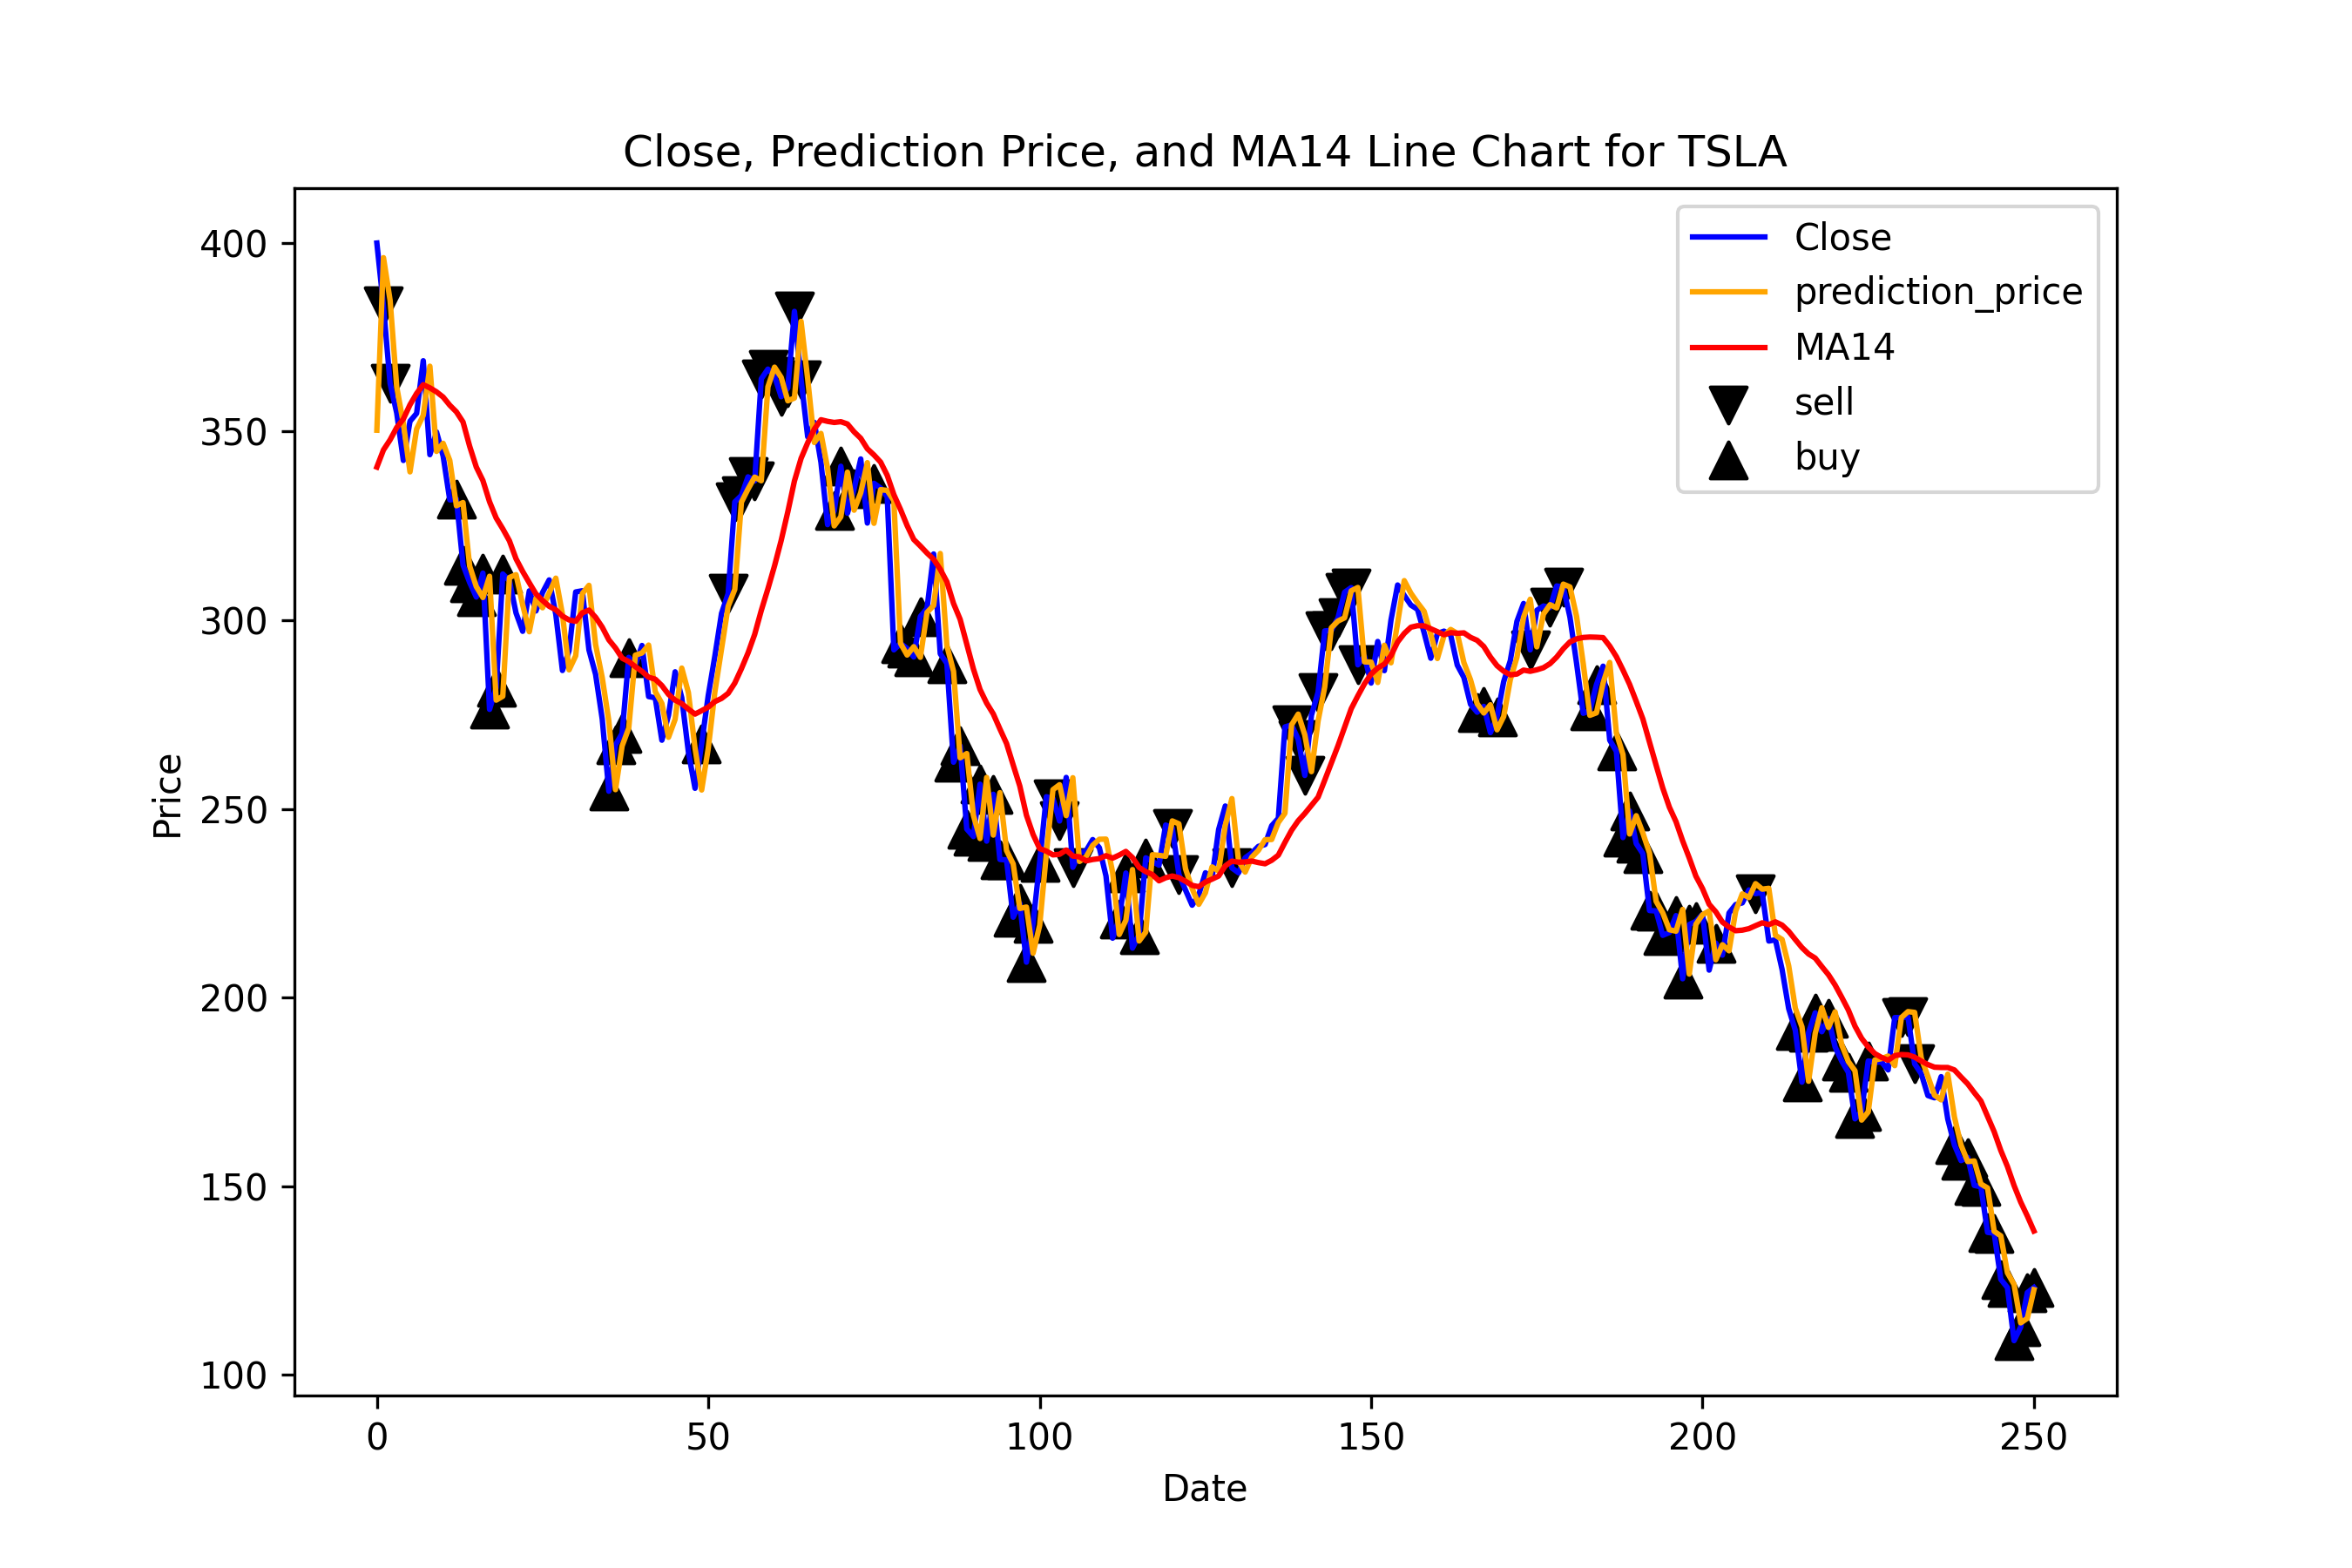 Close, Prediction Price, and MA14 Line Chart for TSLA
Close
prediction_price
MA14
sell
buy
400
350
300
250
200
150
100
Price
0 50 100 150 200 250
Date